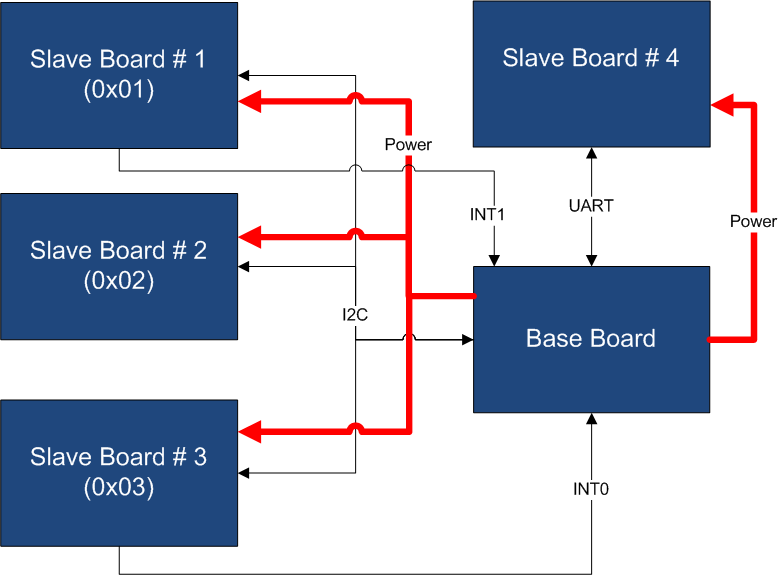 Slave Board # 1
(0x01)
Slave Board # 4
Power
INT1
UART
Power
Slave Board # 2
(0x02)
I2C
Base Board
Slave Board # 3
(0x03)
INT0